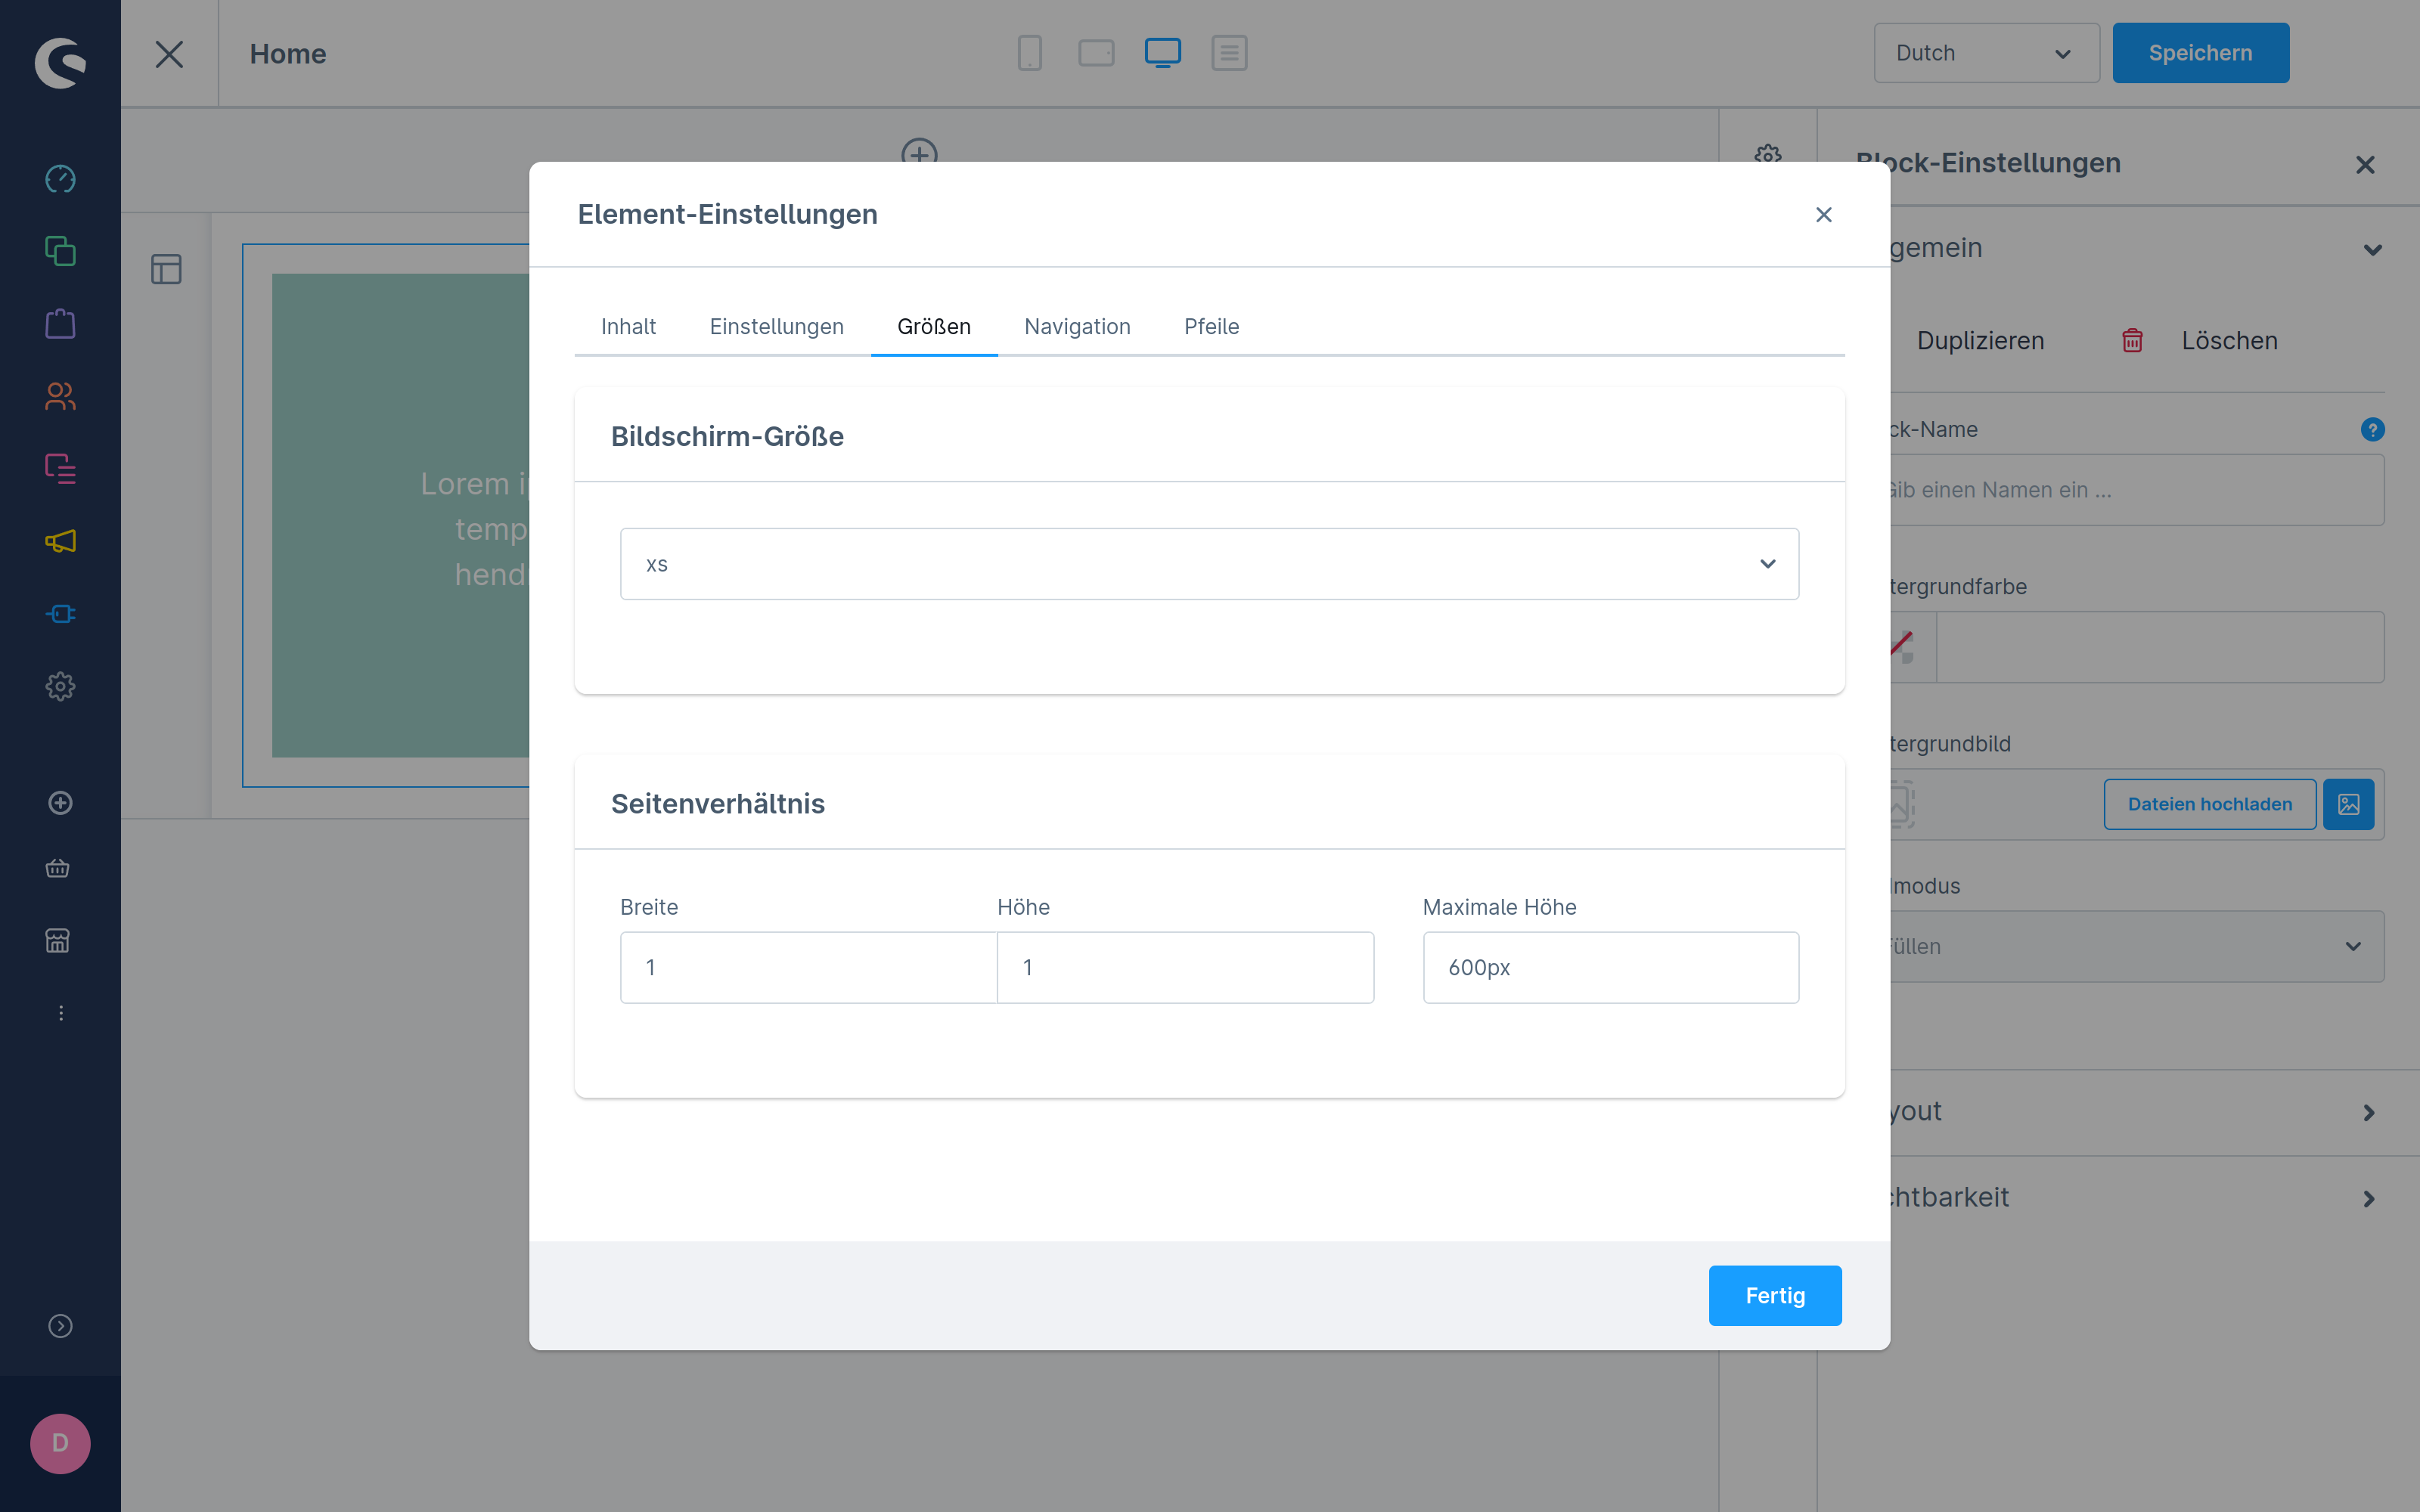 Home
Dutch
Speichern
Block-Einstellungen
Element-Einstellungen
gemein
Inhalt
Einstellungen
Größen
Navigation
Pfeile
Duplizieren
Löschen
Bildschirm-Größe
ck-Name
?
Lorem i
Gib einen Namen ein ...
temp
xs
hend
tergrundfarbe
tergrundbild
Seitenverhältnis
Dateien hochladen
Breite
Höhe
Maximale Höhe
lmodus
1
1
600px
Füllen
yout
chtbarkeit
Fertig
D